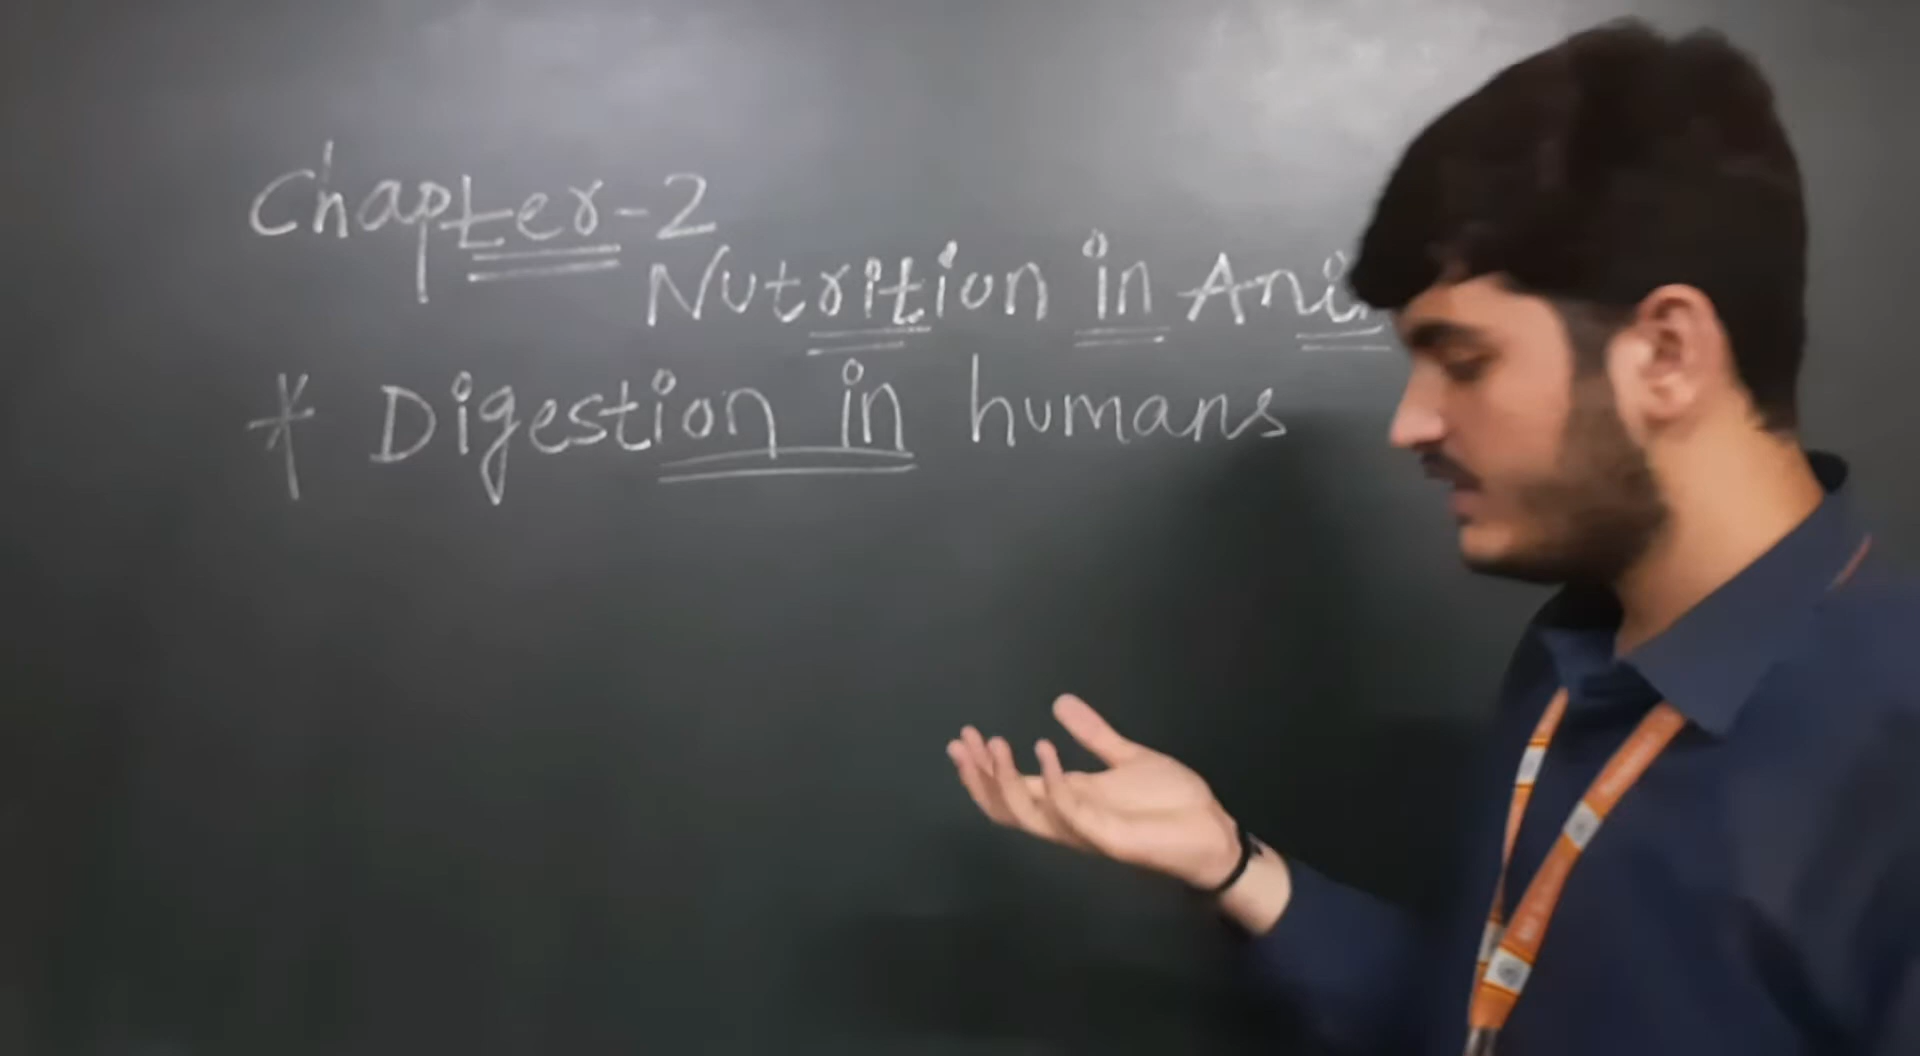 Chapter-2
Nutrition in
* Digestion in humans